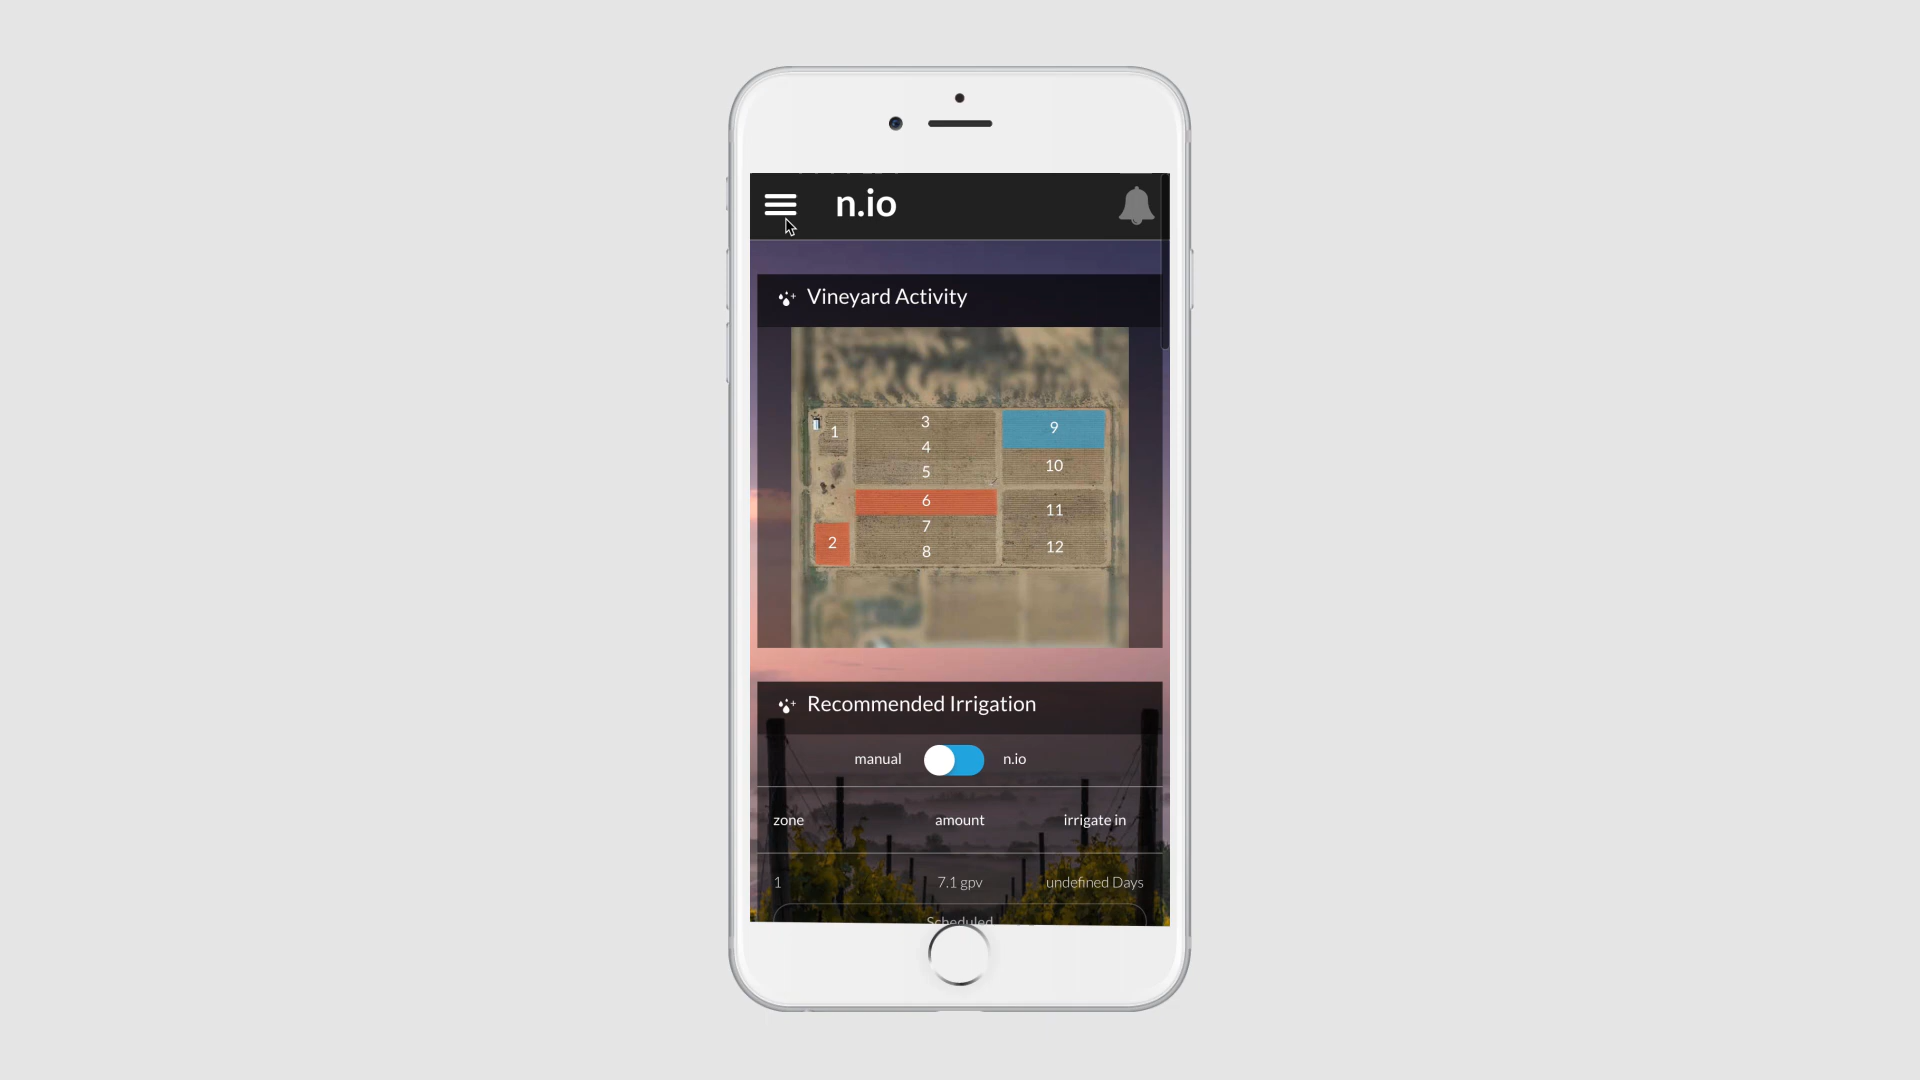 n.io
Vineyard Activity
1
3
4
5
9
10
6
7
8
2
11
12
Recommended Irrigation
manual n.io
zone amount irrigate in
1 7.1 gpv undefined Days
Scheduled